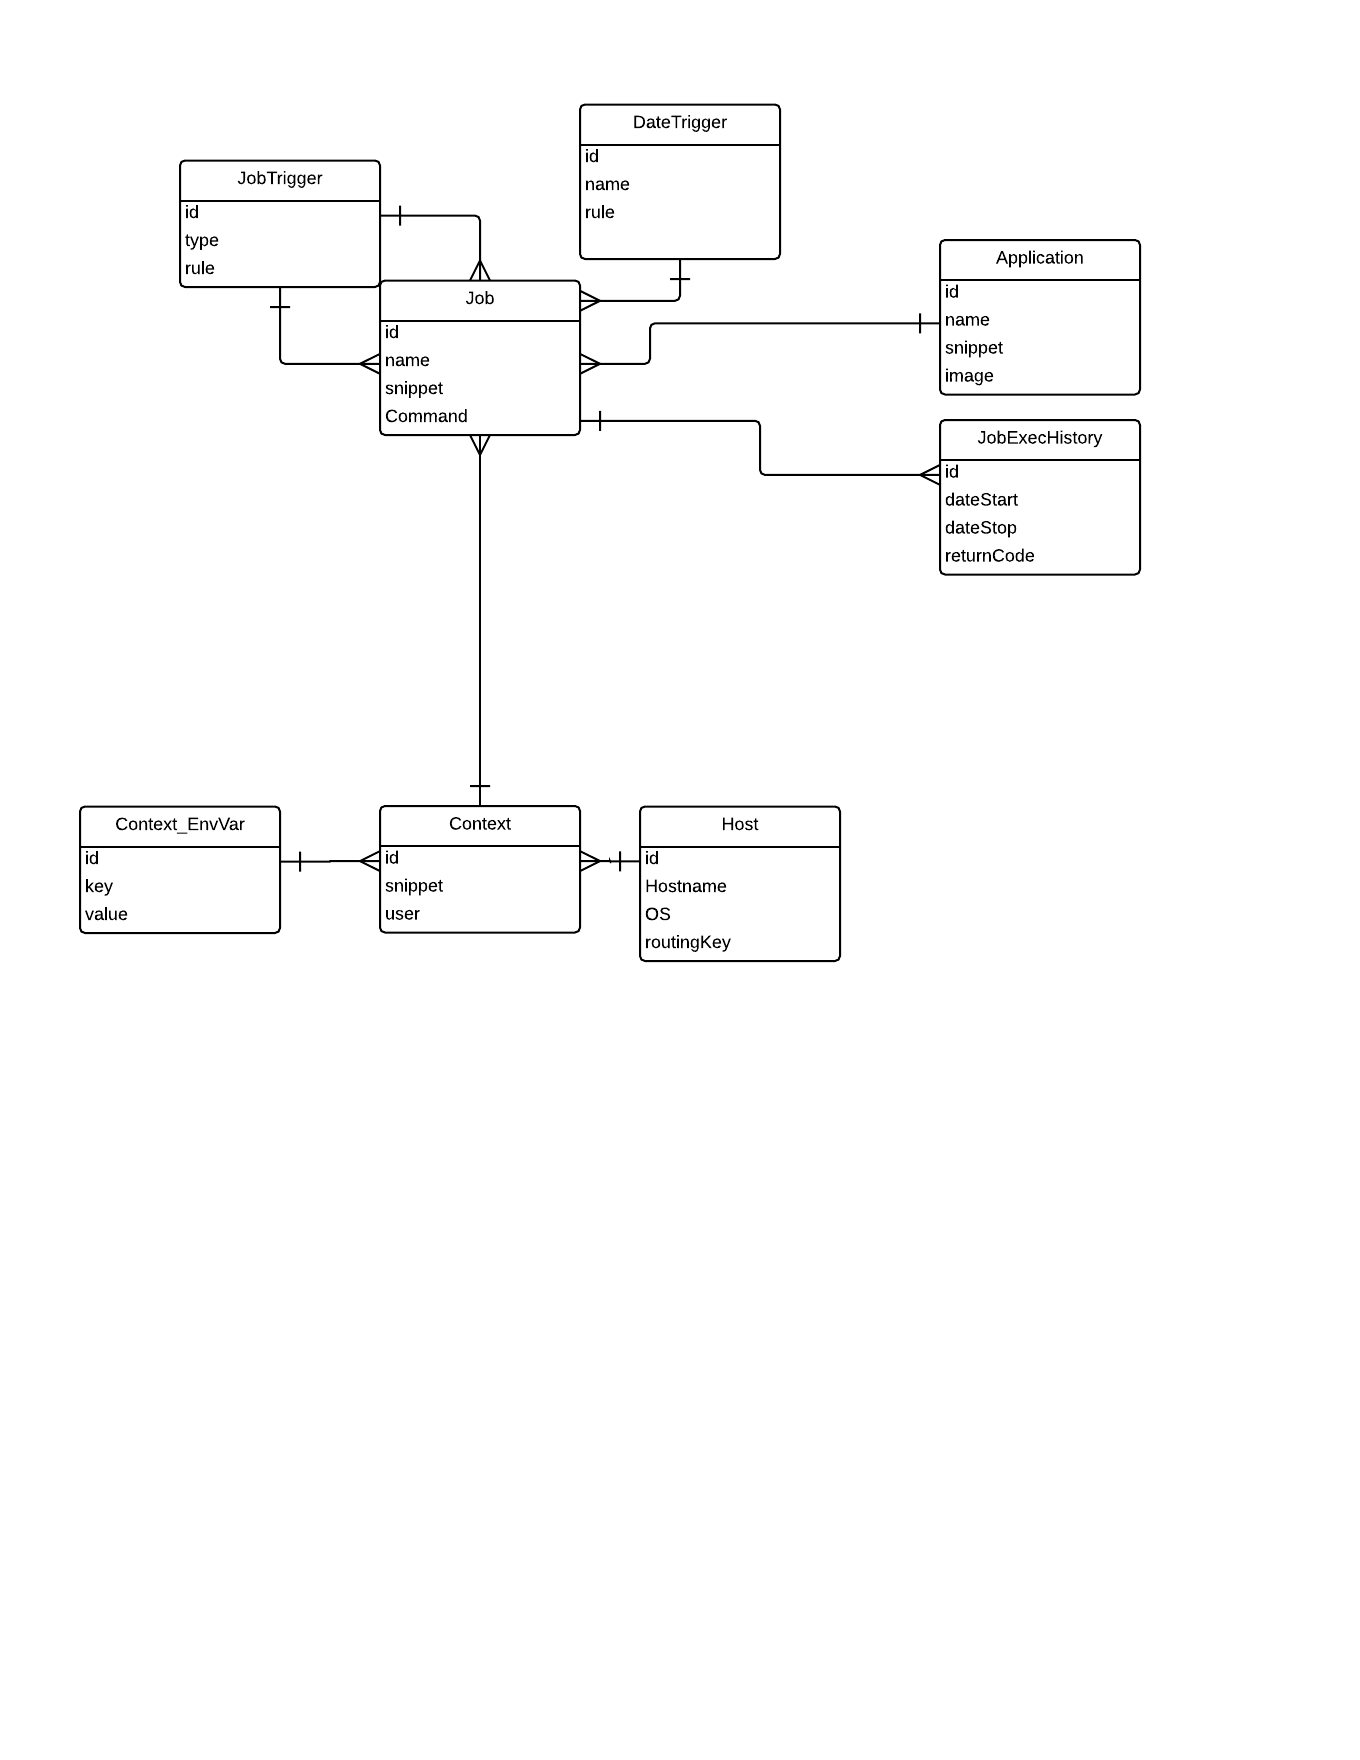 DateTrigger
id
name
rule
JobTrigger
id
type
rule
Application
id
name
snippet
image
Job
id
name
snippet
Command
JobExecHistory
id
dateStart
dateStop
returnCode
Context_EnvVar
id
key
value
Context
id
snippet
user
Host
id
Hostname
OS
routingKey